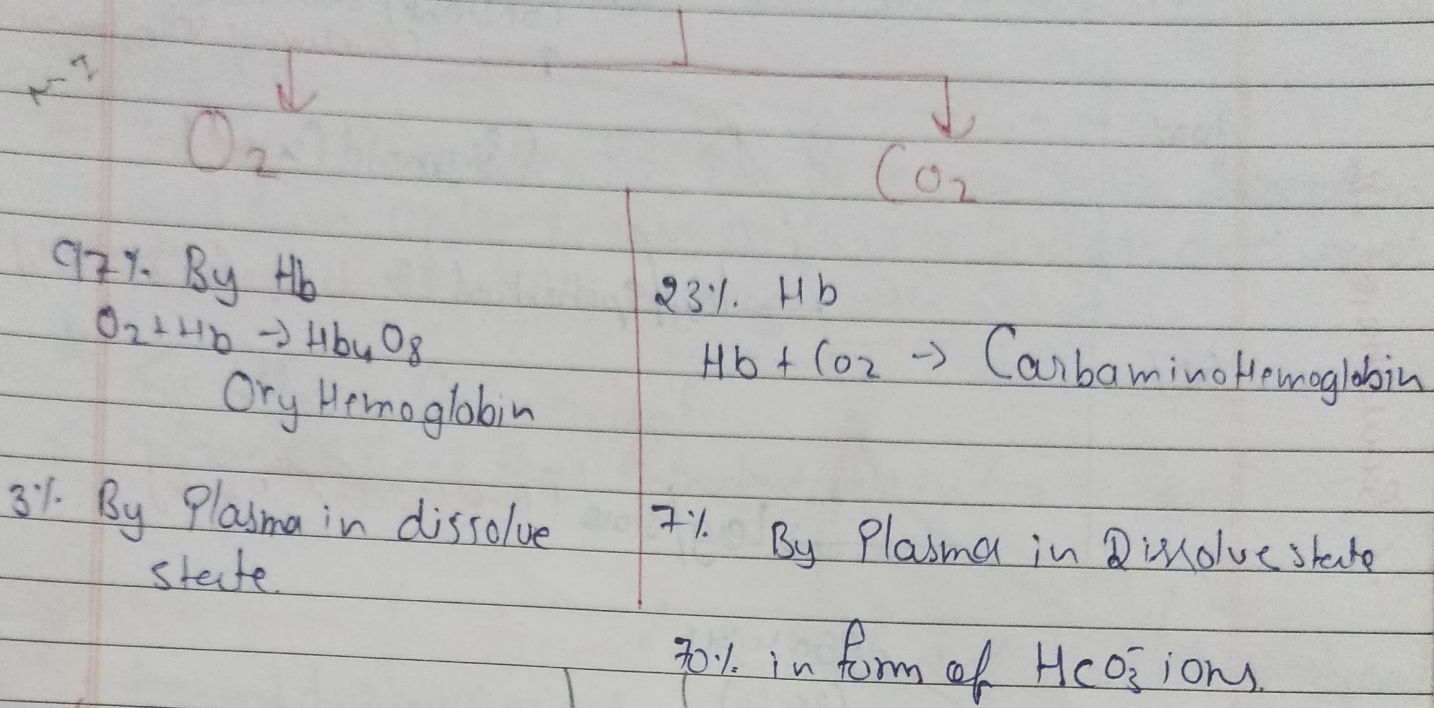 O2
CO2
97%. By Hb
O2 + Hb → Hb4O8
Oxy Hemoglobin
3%. By Plasma in dissolve
state.
23%. Hb
Hb + CO2 → CarbaminoHemoglobin
7%. By Plasma in Dissolve state
70%. in form of HCO3⁻ ions.